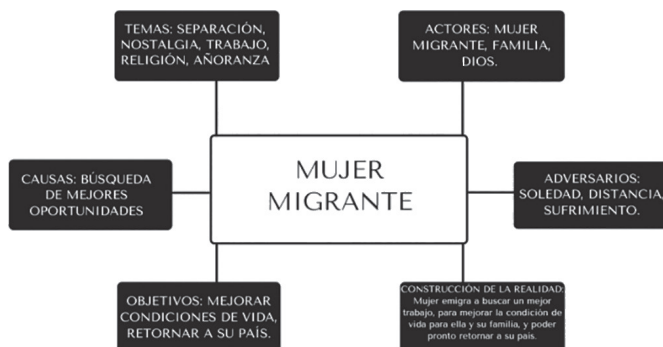 TEMAS: SEPARACIÓN,
NOSTALGIA, TRABAJO,
RELIGIÓN, AÑORANZA
ACTORES: MUJER
MIGRANTE, FAMILIA,
DIOS.
CAUSAS: BÚSQUEDA
DE MEJORES
OPORTUNIDADES
MUJER
MIGRANTE
ADVERSARIOS:
SOLEDAD, DISTANCIA,
SUFRIMIENTO.
OBJETIVOS: MEJORAR
CONDICIONES DE VIDA,
RETORNAR A SU PAÍS.
CONSTRUCCIÓN DE LA REALIDAD:
Mujer emigra a buscar un mejor
trabajo, para mejorar la condición de
vida para ella y su familia, y poder
pronto retornar a su país.